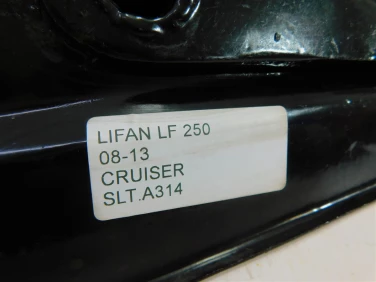 LIFAN LF 250
08-13
CRUISER
SLT.A314